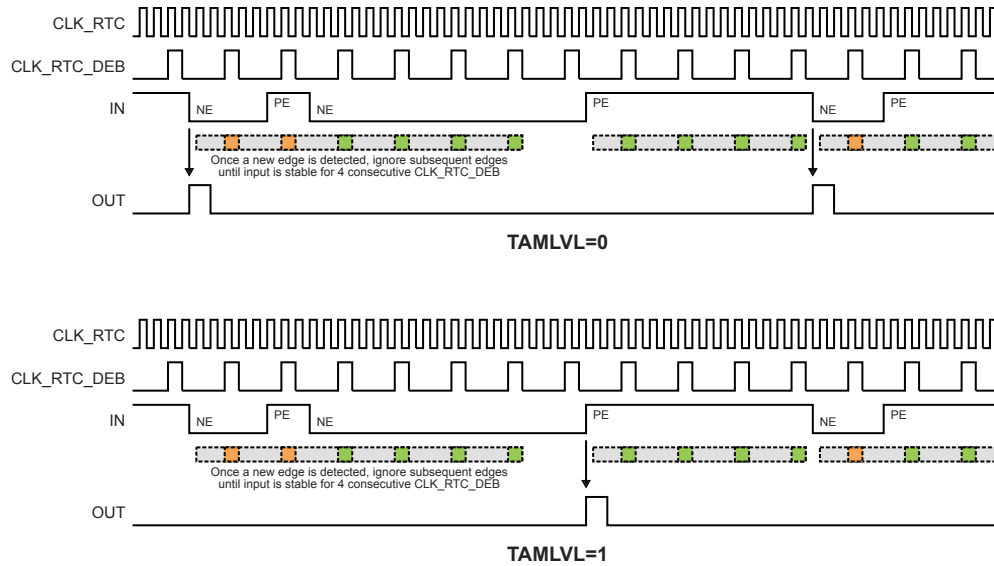 CLK_RTC
CLK_RTC_DEB
IN
NE
PE
NE
PE
NE
PE
Once a new edge is detected, ignore subsequent edges
until input is stable for 4 consecutive CLK_RTC_DEB
OUT
TAMLVL=0
CLK_RTC
CLK_RTC_DEB
IN
NE
PE
NE
PE
NE
PE
Once a new edge is detected, ignore subsequent edges
until input is stable for 4 consecutive CLK_RTC_DEB
OUT
TAMLVL=1